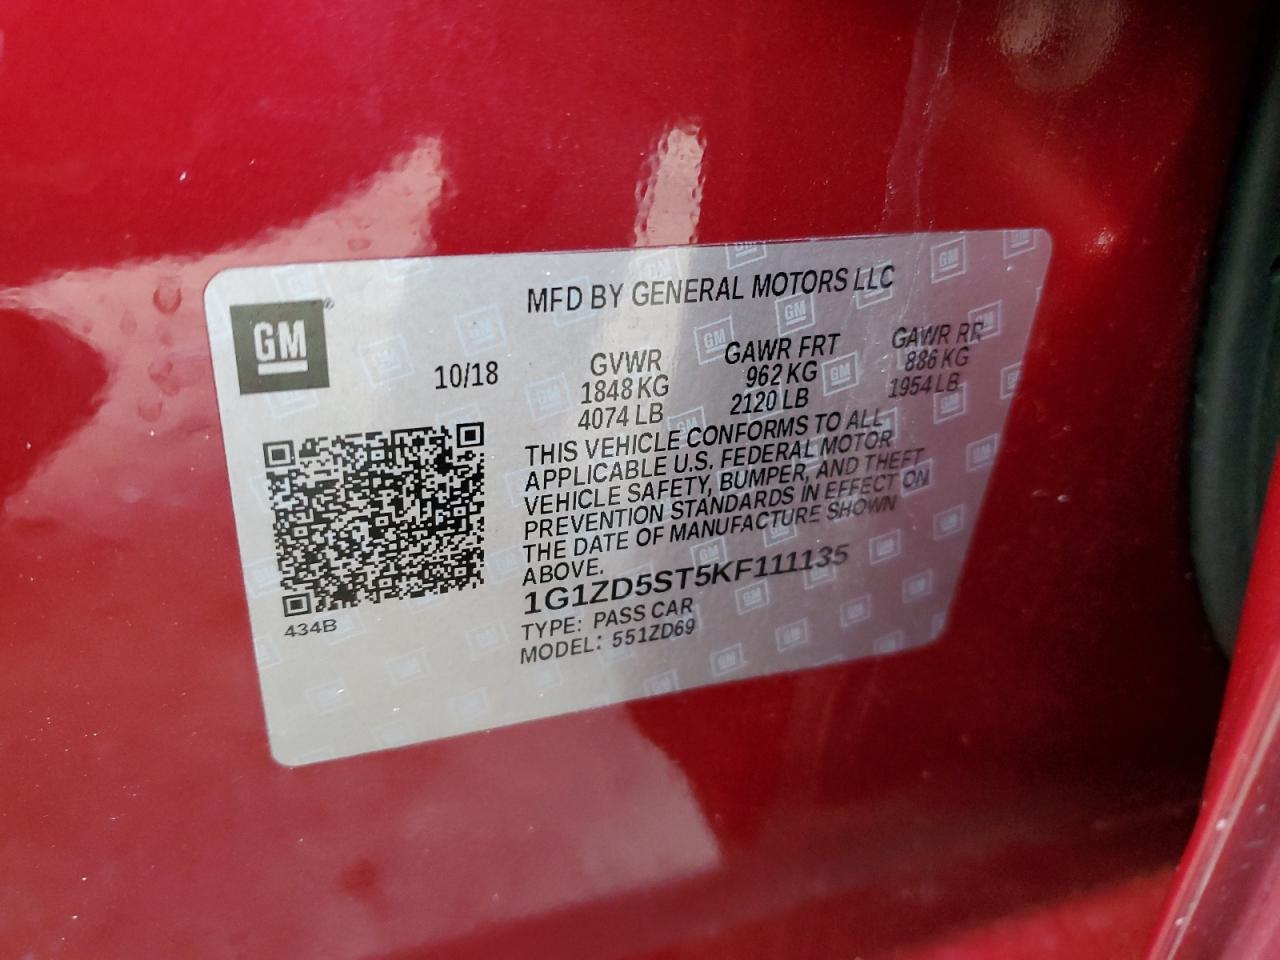 MFD BY GENERAL MOTORS LLC
GM
10/18
GVWR GAWR FRT GAWR RR
1848 KG 962 KG 886 KG
4074 LB 2120 LB 1954 LB
THIS VEHICLE CONFORMS TO ALL
APPLICABLE U.S. FEDERAL MOTOR
VEHICLE SAFETY, BUMPER, AND THEFT
PREVENTION STANDARDS IN EFFECT ON
THE DATE OF MANUFACTURE SHOWN
ABOVE.
1G1ZD5ST5KF111135
TYPE: PASS CAR
MODEL: 551ZD69
434B